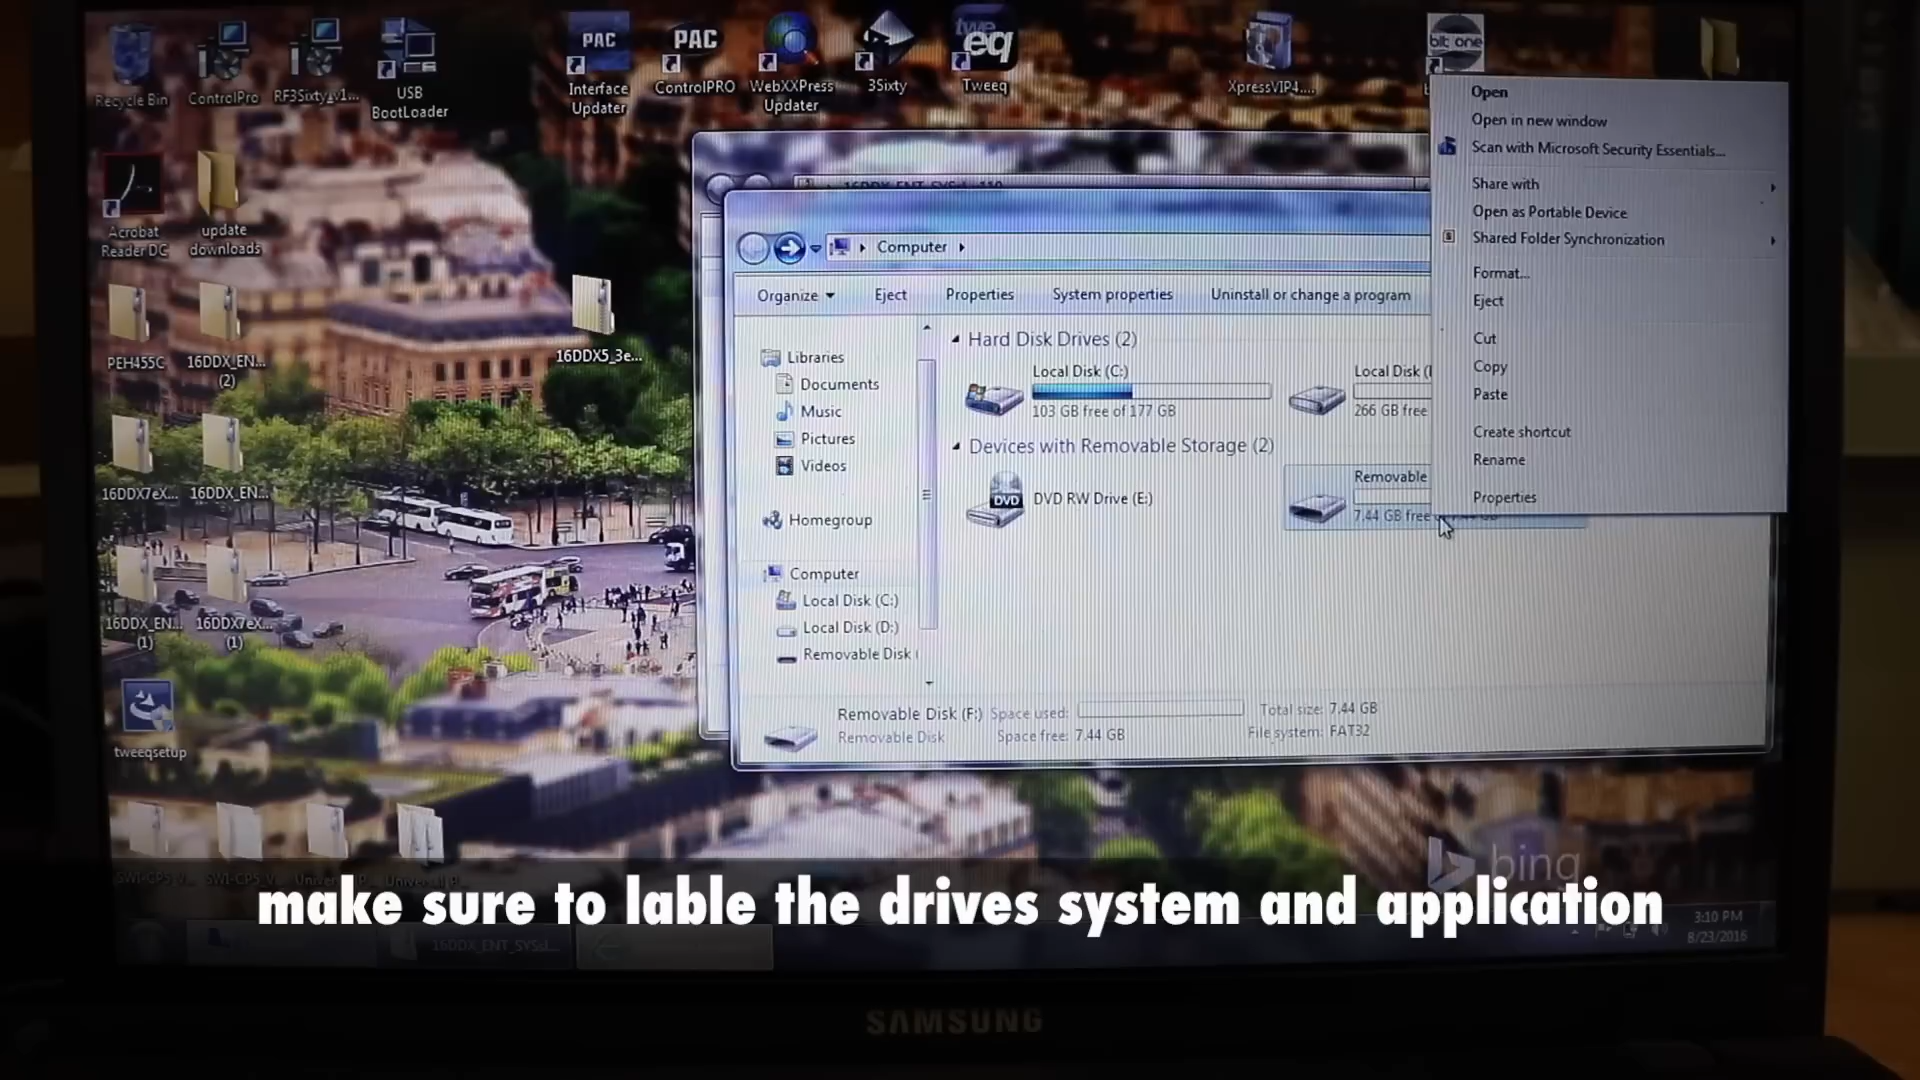 Recycle Bin
ControlPro
RF3Sixty_v1...
USB
BootLoader
PAC
Interface
Updater
PAC
ControlPRO
WebXXPress
Updater
3Sixty
eq
Tweeq
XpressVIP4....
bit one
Acrobat
Reader DC
update
downloads
PEH455C
16DDX_EN...
(2)
16DDX5_3e...
16DDX7eX...
16DDX_EN...
16DDX_EN...
(1)
16DDX7eX...
(1)
tweeqsetup
Computer
Organize
Eject
Properties
System properties
Uninstall or change a program
Libraries
Documents
Music
Pictures
Videos
Homegroup
Computer
Local Disk (C:)
Local Disk (D:)
Removable Disk
Hard Disk Drives (2)
Local Disk (C:)
103 GB free of 177 GB
Local Disk
266 GB free
Devices with Removable Storage (2)
DVD
DVD RW Drive (E:)
Removable
7.44 GB free
Removable Disk (F:) Space used:
Total size: 7.44 GB
Removable Disk
Space free: 7.44 GB
File system: FAT32
Open
Open in new window
Scan with Microsoft Security Essentials...
Share with
Open as Portable Device
Shared Folder Synchronization
Format...
Eject
Cut
Copy
Paste
Create shortcut
Rename
Properties
bing
make sure to lable the drives system and application
3:10 PM
8/23/2016
SAMSUNG